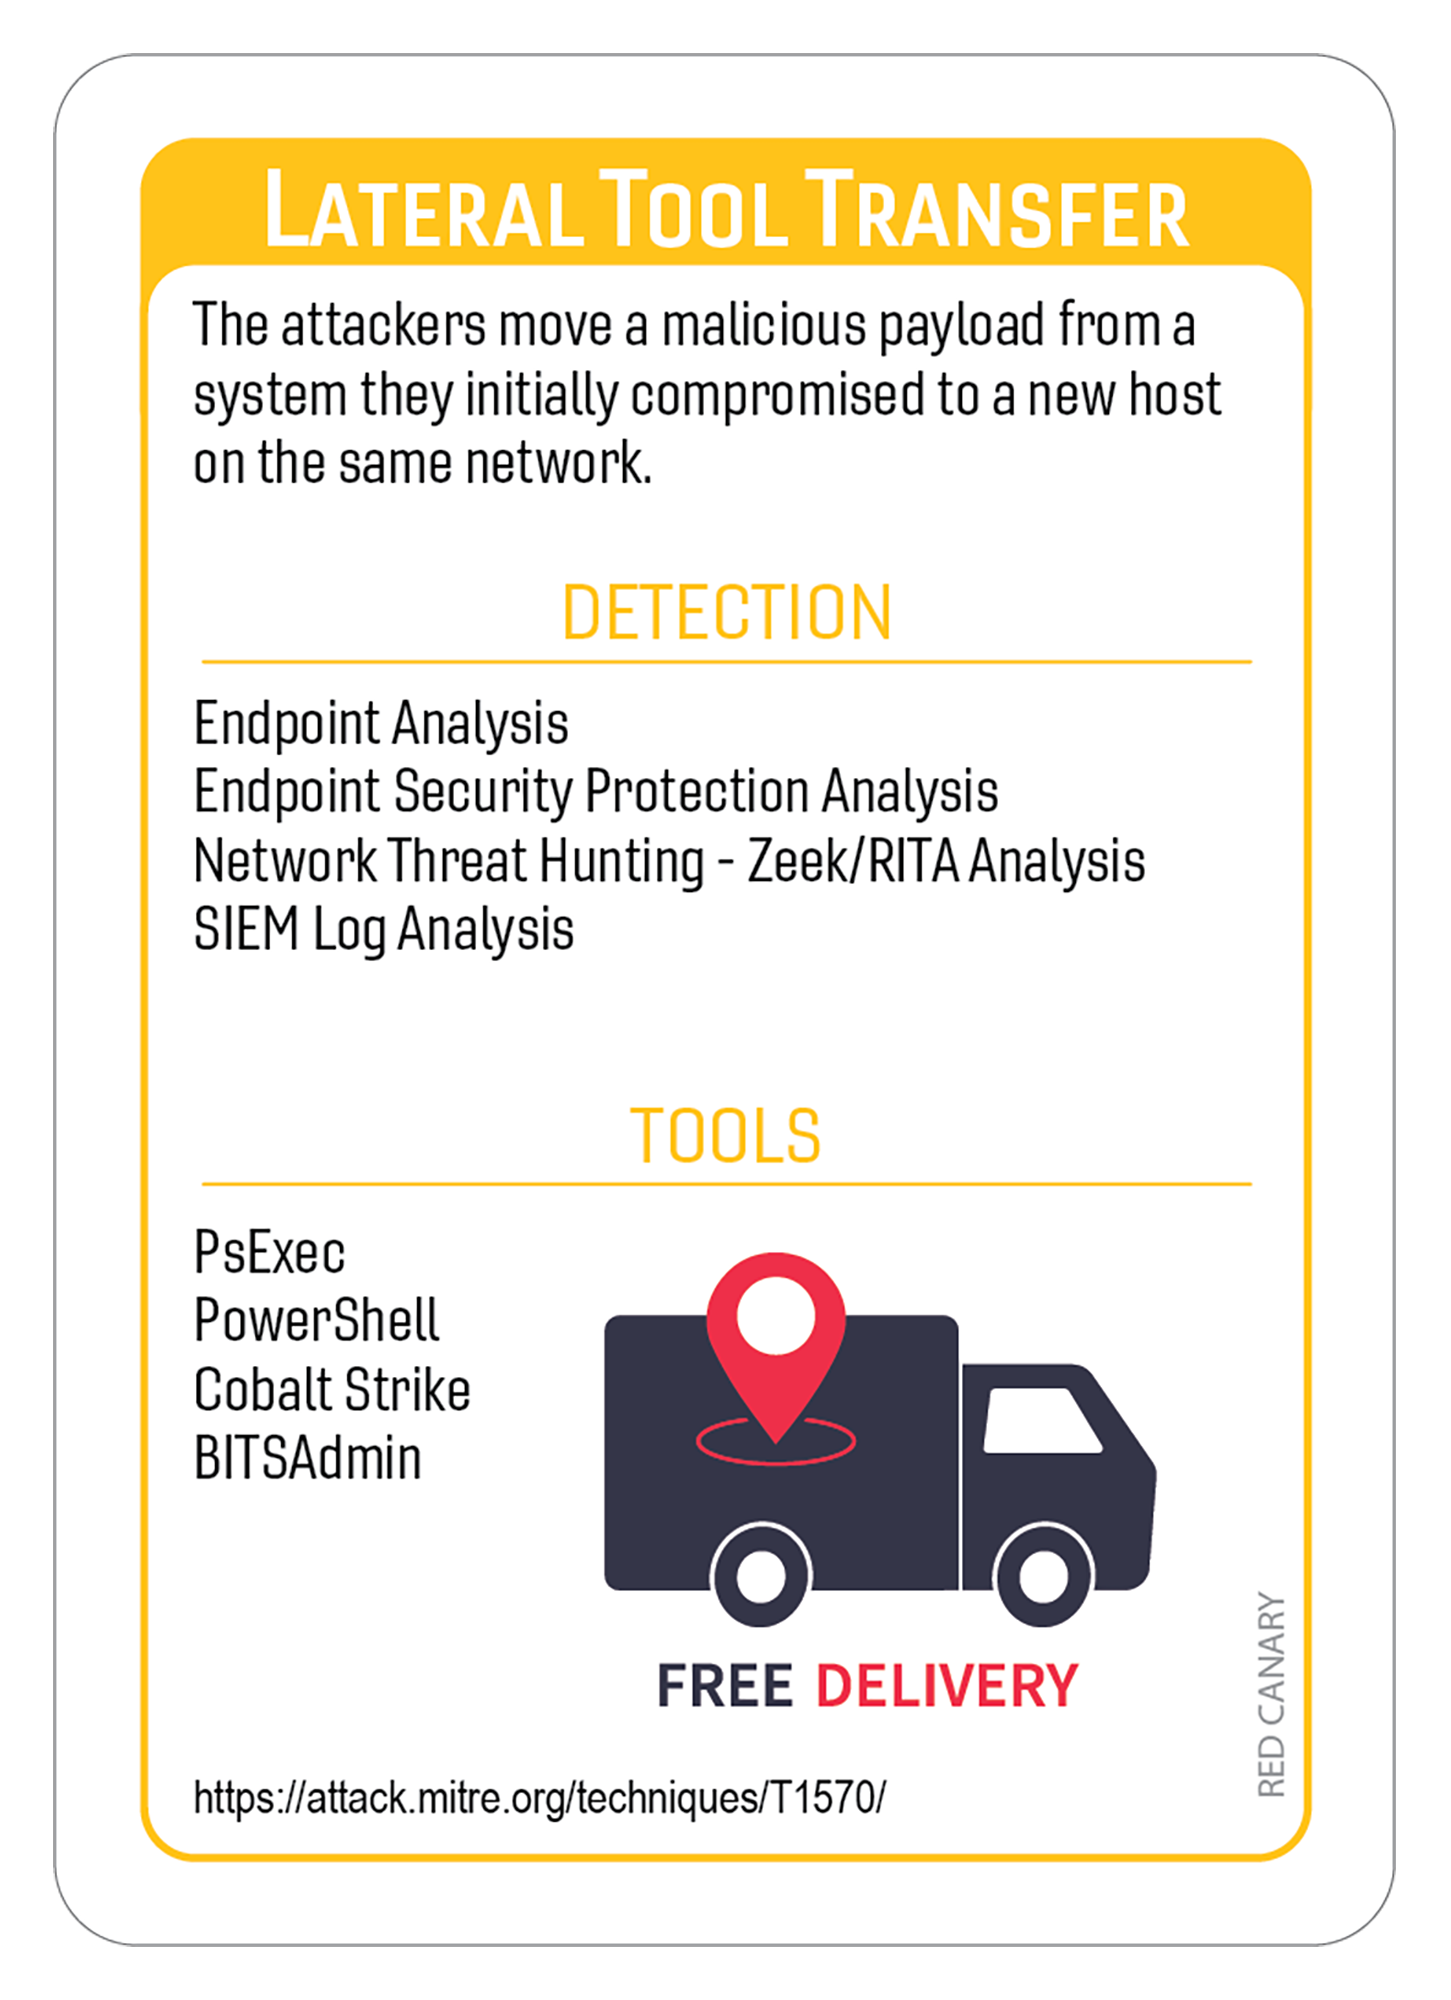 LATERAL TOOL TRANSFER
The attackers move a malicious payload from a
system they initially compromised to a new host
on the same network.
DETECTION
Endpoint Analysis
Endpoint Security Protection Analysis
Network Threat Hunting - Zeek/RITA Analysis
SIEM Log Analysis
TOOLS
PsExec
PowerShell
Cobalt Strike
BITSAdmin
FREE DELIVERY
RED CANARY
https://attack.mitre.org/techniques/T1570/